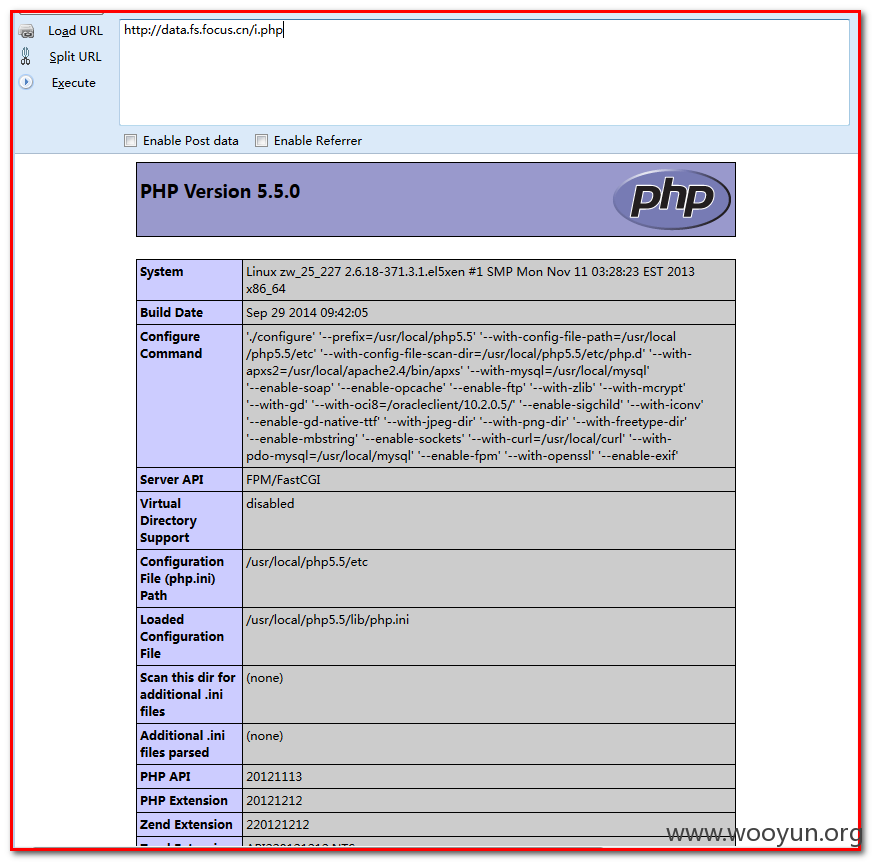 Load URL
http://data.fs.focus.cn/i.php
Split URL
Execute
Enable Post data
Enable Referrer
PHP Version 5.5.0
php
System
Linux zw_25_227 2.6.18-371.3.1.el5xen #1 SMP Mon Nov 11 03:28:23 EST 2013
x86_64
Build Date
Sep 29 2014 09:42:05
Configure
Command
'./configure' '--prefix=/usr/local/php5.5' '--with-config-file-path=/usr/local
/php5.5/etc' '--with-config-file-scan-dir=/usr/local/php5.5/etc/php.d' '--with-
apxs2=/usr/local/apache2.4/bin/apxs' '--with-mysql=/usr/local/mysql'
'--enable-soap' '--enable-opcache' '--enable-ftp' '--with-zlib' '--with-mcrypt'
'--with-gd' '--with-oci8=/oracleclient/10.2.0.5/' '--enable-sigchild' '--with-iconv'
'--enable-gd-native-ttf' '--with-jpeg-dir' '--with-png-dir' '--with-freetype-dir'
'--enable-mbstring' '--enable-sockets' '--with-curl=/usr/local/curl' '--with-
pdo-mysql=/usr/local/mysql' '--enable-fpm' '--with-openssl' '--enable-exif'
Server API
FPM/FastCGI
Virtual
Directory
Support
disabled
Configuration
File (php.ini)
Path
/usr/local/php5.5/etc
Loaded
Configuration
File
/usr/local/php5.5/lib/php.ini
Scan this dir for
additional .ini
files
(none)
Additional .ini
files parsed
(none)
PHP API
20121113
PHP Extension
20121212
Zend Extension
220121212
www.wooyun.org